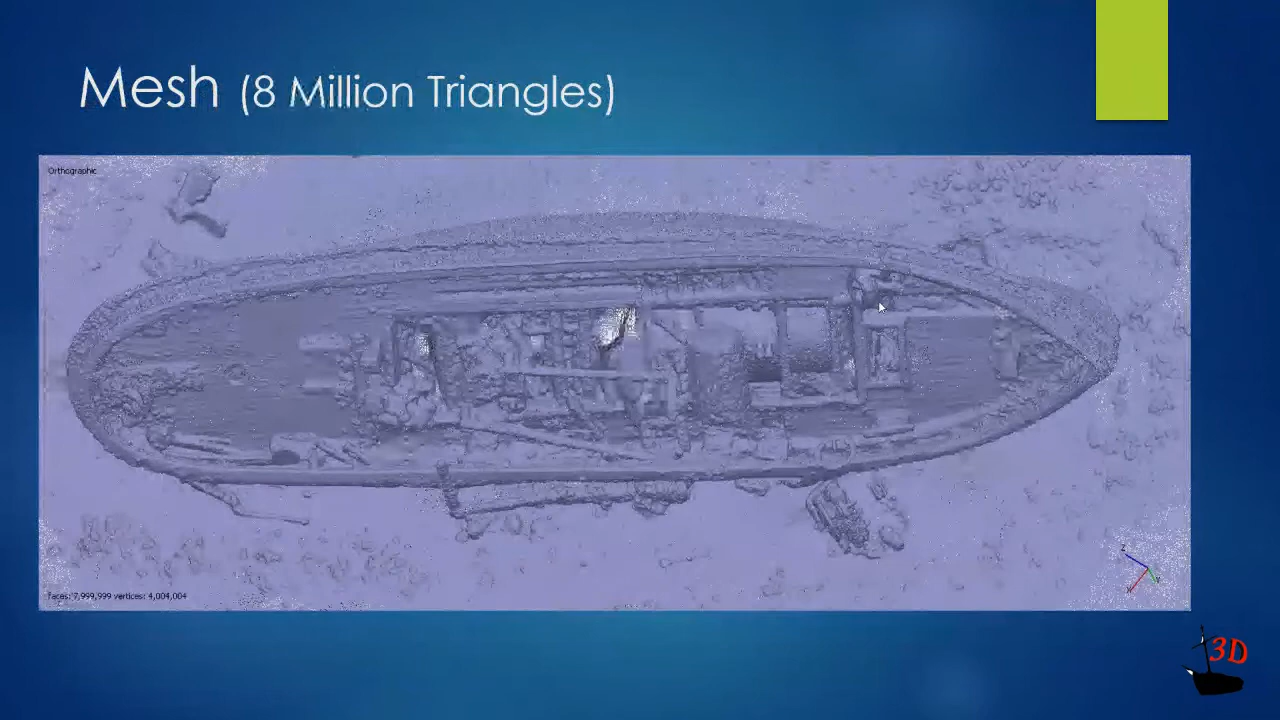 Mesh (8 Million Triangles)
Orthographic
faces: 7,999,999 vertices: 4,004,004
Z
Y
X
3D